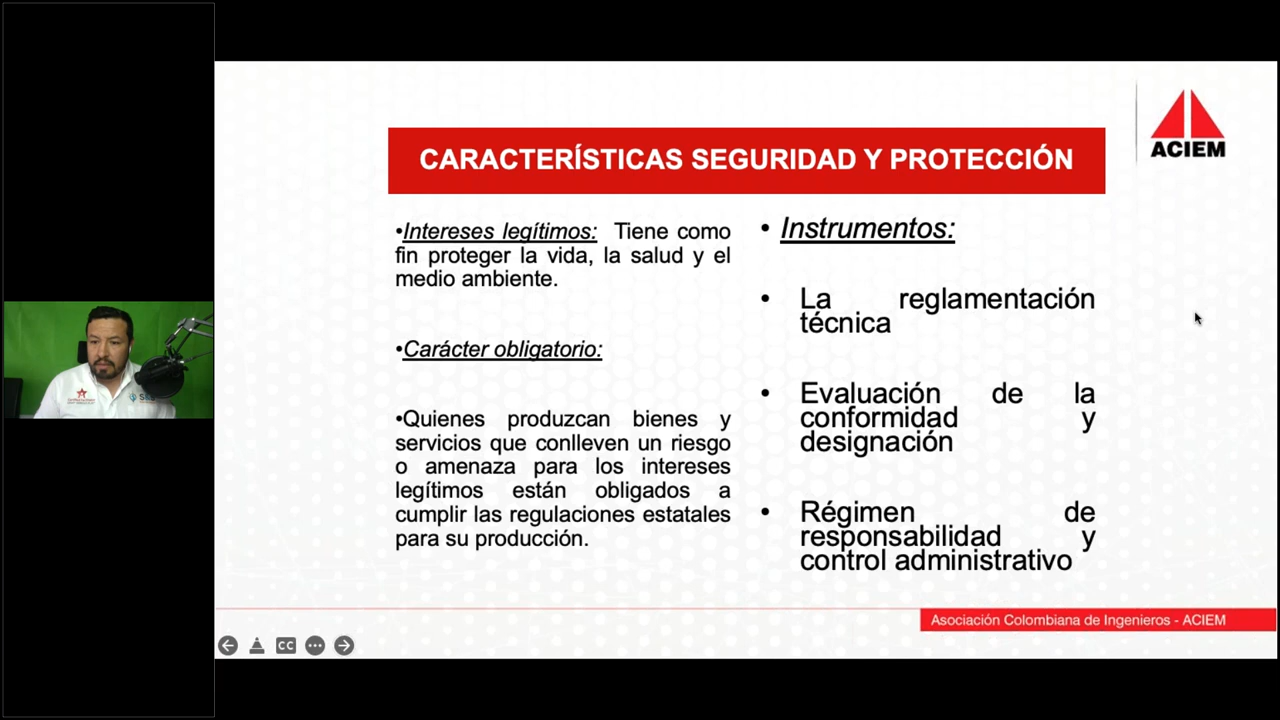 ACIEM
CARACTERÍSTICAS SEGURIDAD Y PROTECCIÓN
•Intereses legítimos: Tiene como
fin proteger la vida, la salud y el
medio ambiente.
•Carácter obligatorio:
•Quienes produzcan bienes y
servicios que conlleven un riesgo
o amenaza para los intereses
legítimos están obligados a
cumplir las regulaciones estatales
para su producción.
• Instrumentos:
• La reglamentación
técnica
• Evaluación de la
conformidad y
designación
• Régimen de
responsabilidad y
control administrativo
Asociación Colombiana de Ingenieros - ACIEM
CC